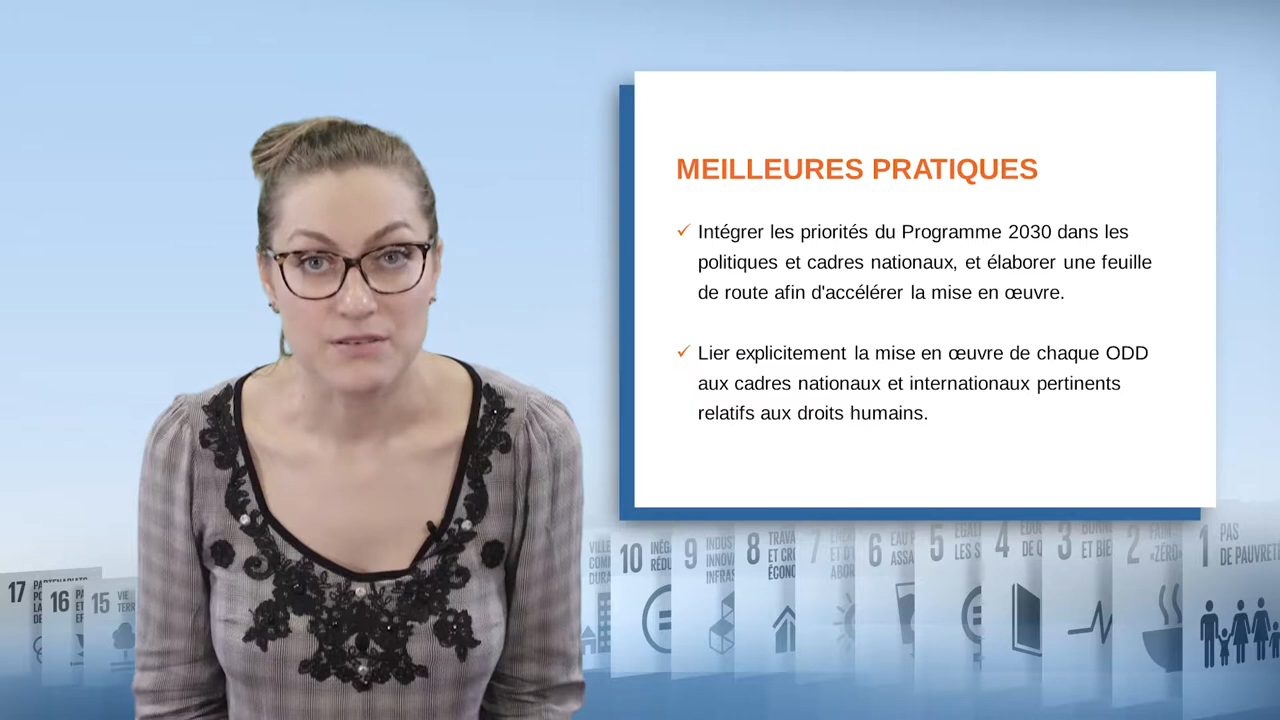 MEILLEURES PRATIQUES
✓ Intégrer les priorités du Programme 2030 dans les
politiques et cadres nationaux, et élaborer une feuille
de route afin d'accélérer la mise en œuvre.
✓ Lier explicitement la mise en œuvre de chaque ODD
aux cadres nationaux et internationaux pertinents
relatifs aux droits humains.
17
16
15 VIE
10
9
8
7
6
5
4
3
2
1 PAS
DE